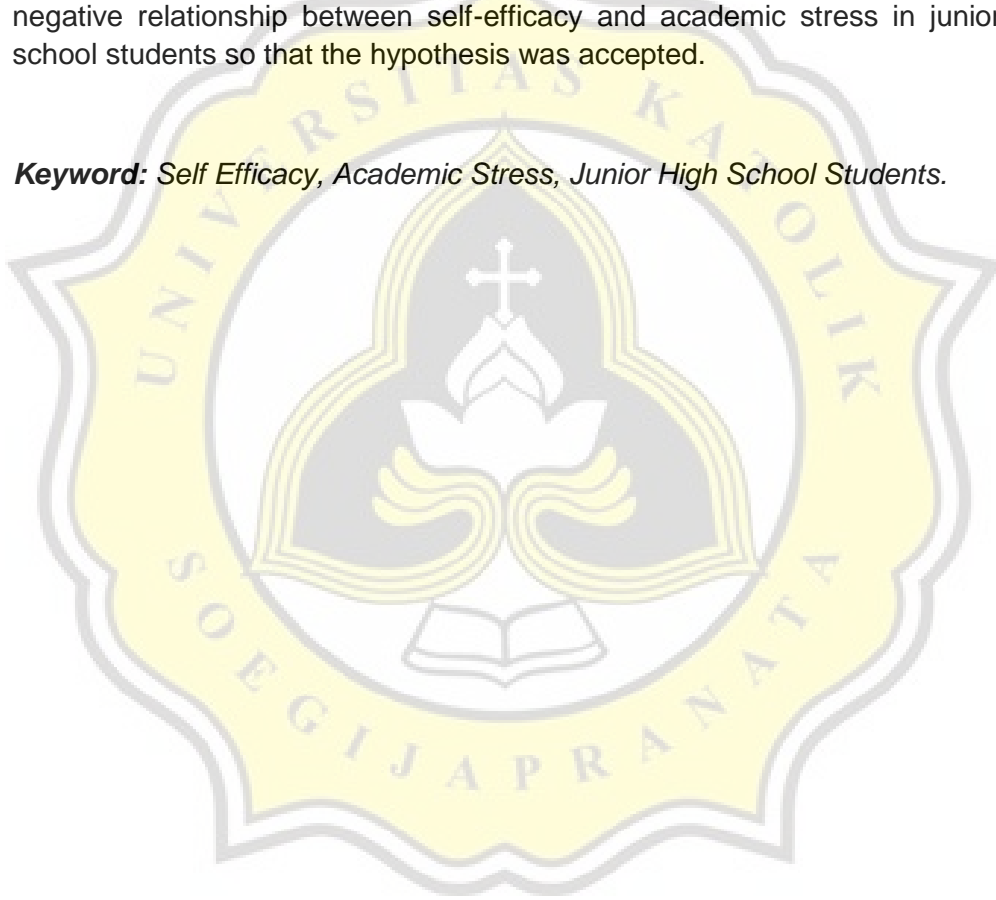 negative relationship between self-efficacy and academic stress in junior
school students so that the hypothesis was accepted.
Keyword: Self Efficacy, Academic Stress, Junior High School Students.
UNIVERSITAS KATOLIK
SOEGIJAPRANATA